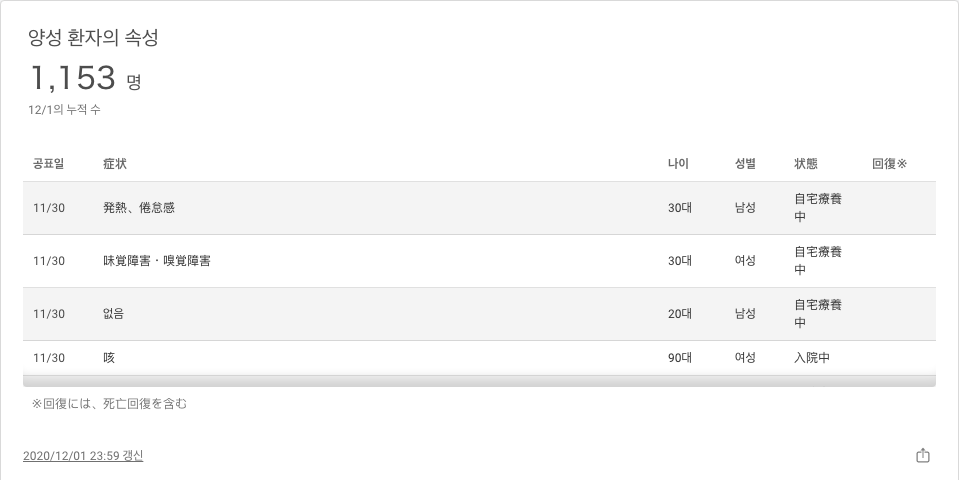 양성 환자의 속성
1,153 명
12/1의 누적 수
공표일 症状 나이 성별 状態 回復※
11/30 発熱、倦怠感 30대 남성 自宅療養
中
11/30 味覚障害・嗅覚障害 30대 여성 自宅療養
中
11/30 없음 20대 남성 自宅療養
中
11/30 咳 90대 여성 入院中
※回復には、死亡回復を含む
2020/12/01 23:59 갱신